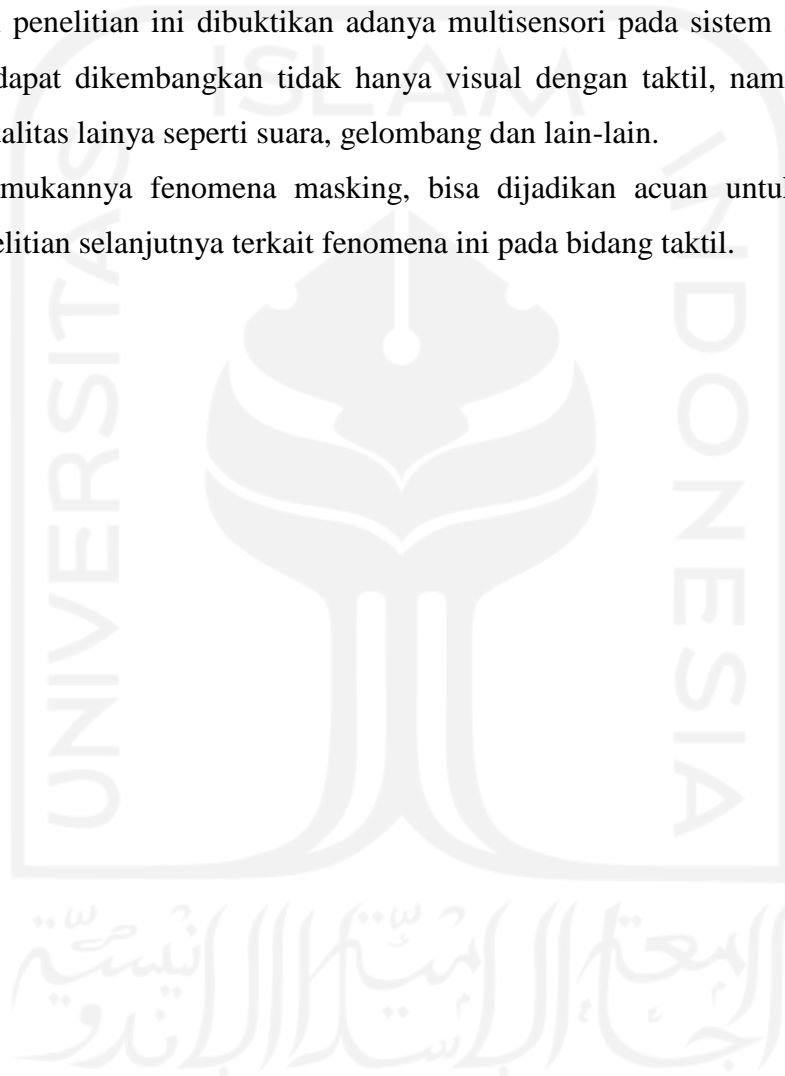 penelitian ini dibuktikan adanya multisensori pada sistem
dapat dikembangkan tidak hanya visual dengan taktil, nam
alitas lainya seperti suara, gelombang dan lain-lain.
mukannya fenomena masking, bisa dijadikan acuan untuk
elitian selanjutnya terkait fenomena ini pada bidang taktil.
ISLAM
UNIVERSITAS
INDONESIA